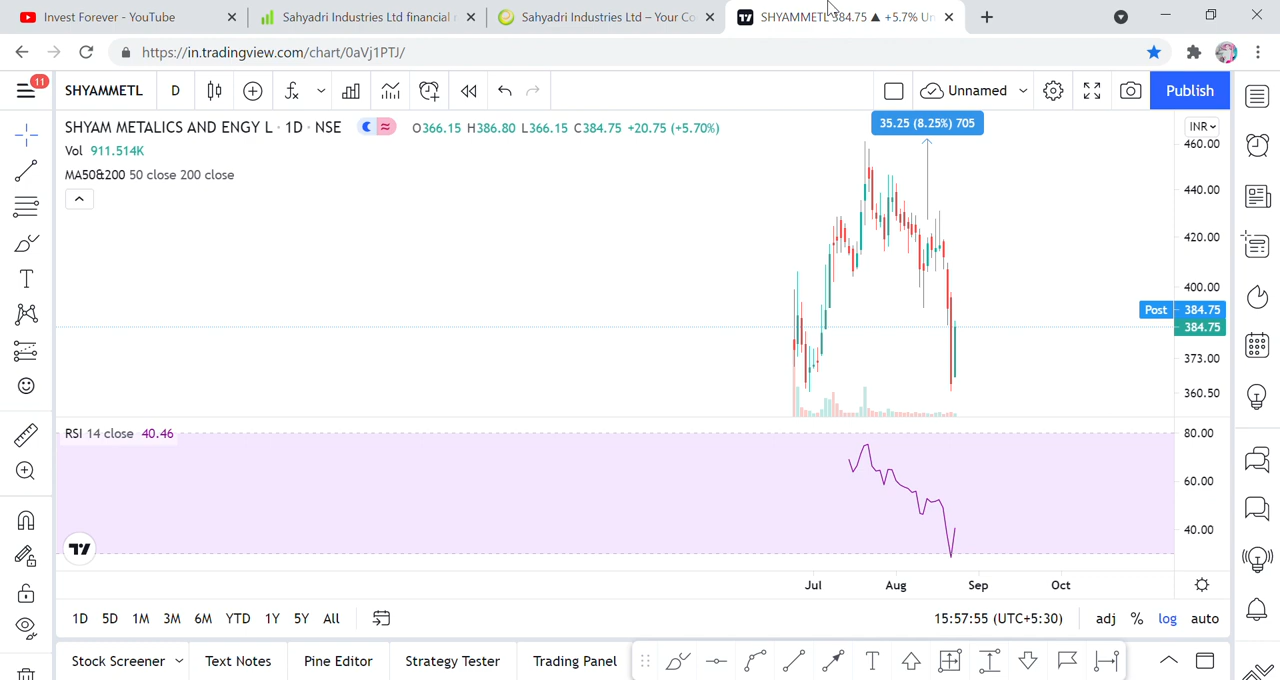 Invest Forever - YouTube
Sahyadri Industries Ltd financial
Sahyadri Industries Ltd – Your Co
SHYAMMETL 384.75 ▲ +5.7% Un
https://in.tradingview.com/chart/0aVj1PTJ/
11
SHYAMMETL
D
Unnamed
Publish
SHYAM METALICS AND ENGY L · 1D · NSE
O366.15 H386.80 L366.15 C384.75 +20.75 (+5.70%)
Vol 911.514K
MA50&200 50 close 200 close
35.25 (8.25%) 705
INR
460.00
440.00
420.00
400.00
Post 384.75
384.75
373.00
360.50
RSI 14 close 40.46
80.00
60.00
40.00
Jul Aug Sep Oct
1D 5D 1M 3M 6M YTD 1Y 5Y All
15:57:55 (UTC+5:30)
adj % log auto
Stock Screener
Text Notes
Pine Editor
Strategy Tester
Trading Panel